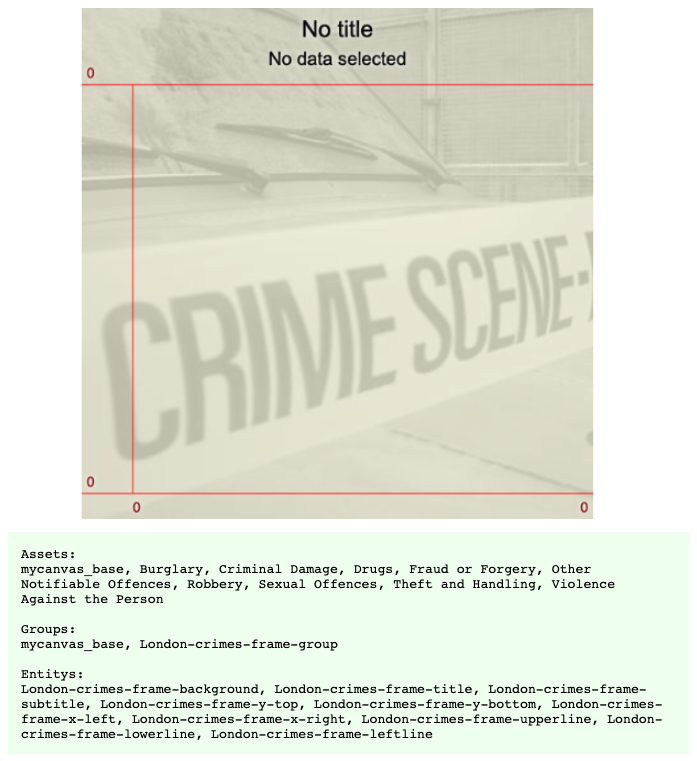 No title
No data selected
0
CRIME SCENE-
0
0
0
Assets:
mycanvas_base, Burglary, Criminal Damage, Drugs, Fraud or Forgery, Other
Notifiable Offences, Robbery, Sexual Offences, Theft and Handling, Violence
Against the Person
Groups:
mycanvas_base, London-crimes-frame-group
Entitys:
London-crimes-frame-background, London-crimes-frame-title, London-crimes-frame-
subtitle, London-crimes-frame-y-top, London-crimes-frame-y-bottom, London-crimes-
frame-x-left, London-crimes-frame-x-right, London-crimes-frame-upperline, London-
crimes-frame-lowerline, London-crimes-frame-leftline